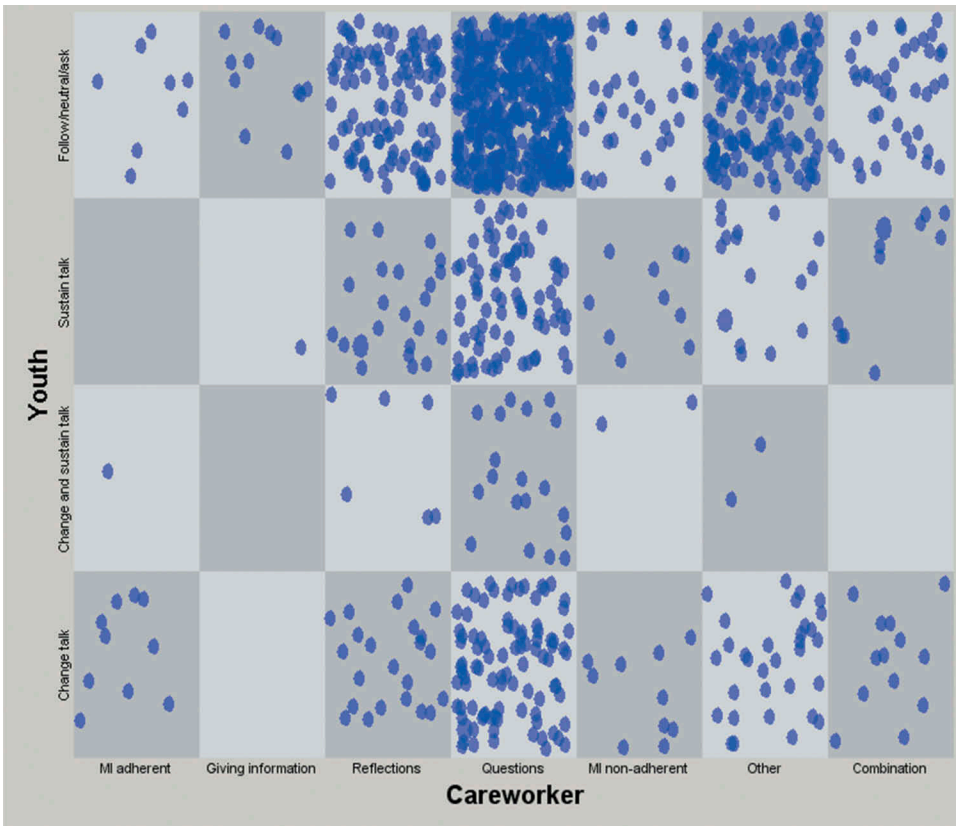 Youth
Follow/neutral/ask
Sustain talk
Change and sustain talk
Change talk
MI adherent
Giving information
Reflections
Questions
MI non-adherent
Other
Combination
Careworker